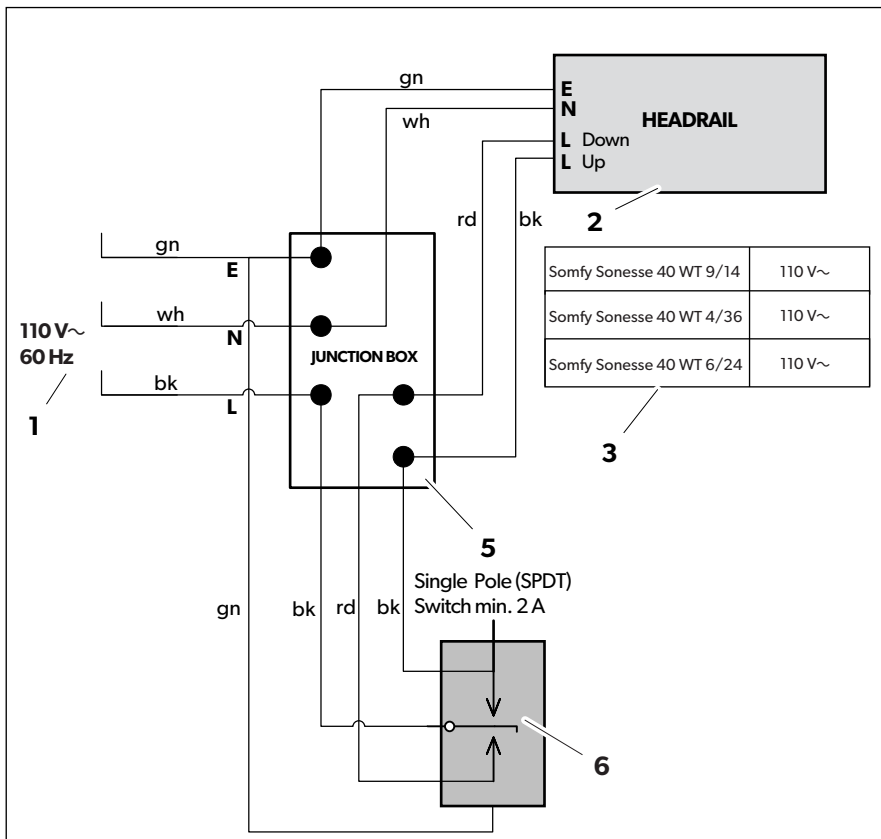 gn
E
N
HEADRAIL
wh
L Down
L Up
rd
bk
2
gn
E
Somfy Sonesse 40 WT 9/14 110 V~
wh
Somfy Sonesse 40 WT 4/36 110 V~
110 V~
N
60 Hz
JUNCTION BOX
Somfy Sonesse 40 WT 6/24 110 V~
bk
L
1
3
5
Single Pole (SPDT)
Switch min. 2 A
gn
bk
rd
bk
6